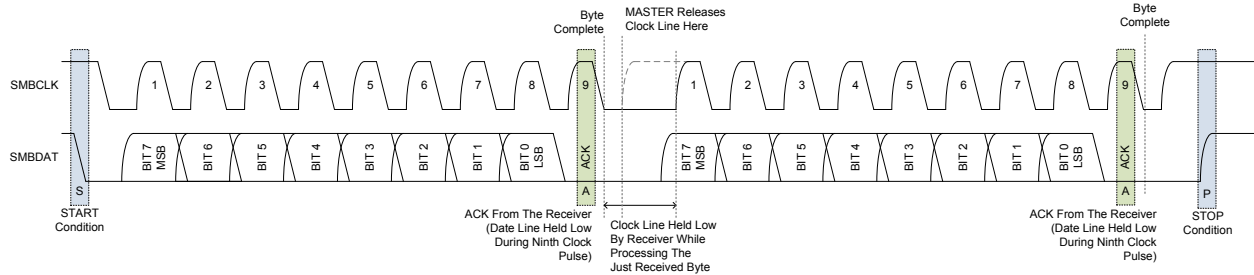 Byte
Complete
MASTER Releases
Clock Line Here
Byte
Complete
SMBCLK
1
2
3
4
5
6
7
8
9
1
2
3
4
5
6
7
8
9
SMBDAT
BIT 7
MSB
BIT 6
BIT 5
BIT 4
BIT 3
BIT 2
BIT 1
BIT 0
LSB
ACK
BIT 7
MSB
BIT 6
BIT 5
BIT 4
BIT 3
BIT 2
BIT 1
BIT 0
LSB
ACK
S
A
A
P
START
Condition
ACK From The Receiver
(Date Line Held Low
During Ninth Clock
Pulse)
Clock Line Held Low
By Receiver While
Processing The
Just Received Byte
ACK From The Receiver
(Date Line Held Low
During Ninth Clock
Pulse)
STOP
Condition